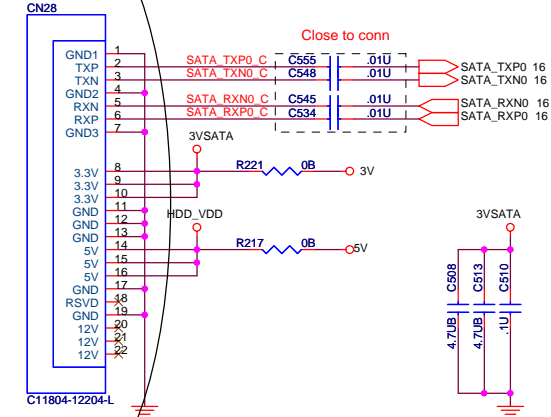 CN28
Close to conn
GND1 1
TXP 2 SATA_TXP0_C C555 .01U SATA_TXP0 16
TXN 3 SATA_TXN0_C C548 .01U SATA_TXN0 16
GND2 4
RXN 5 SATA_RXN0_C C545 .01U SATA_RXN0 16
RXP 6 SATA_RXP0_C C534 .01U SATA_RXP0 16
GND3 7
3VSATA
3.3V 8 R221 0B 3V
3.3V 9
3.3V 10
GND 11
GND 12 HDD_VDD 3VSATA
GND 13
5V 14 R217 0B 5V
5V 15
5V 16
GND 17
RSVD 18
GND 19
12V 20
12V 21
12V 22
C508 C513 C510
4.7UB 4.7UB .1U
C11804-12204-L